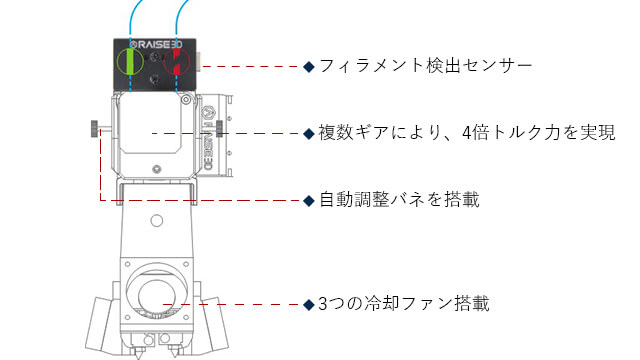 RAISE3D
フィラメント検出センサー
複数ギアにより、4倍トルク力を実現
RAISE3D
自動調整バネを搭載
3つの冷却ファン搭載